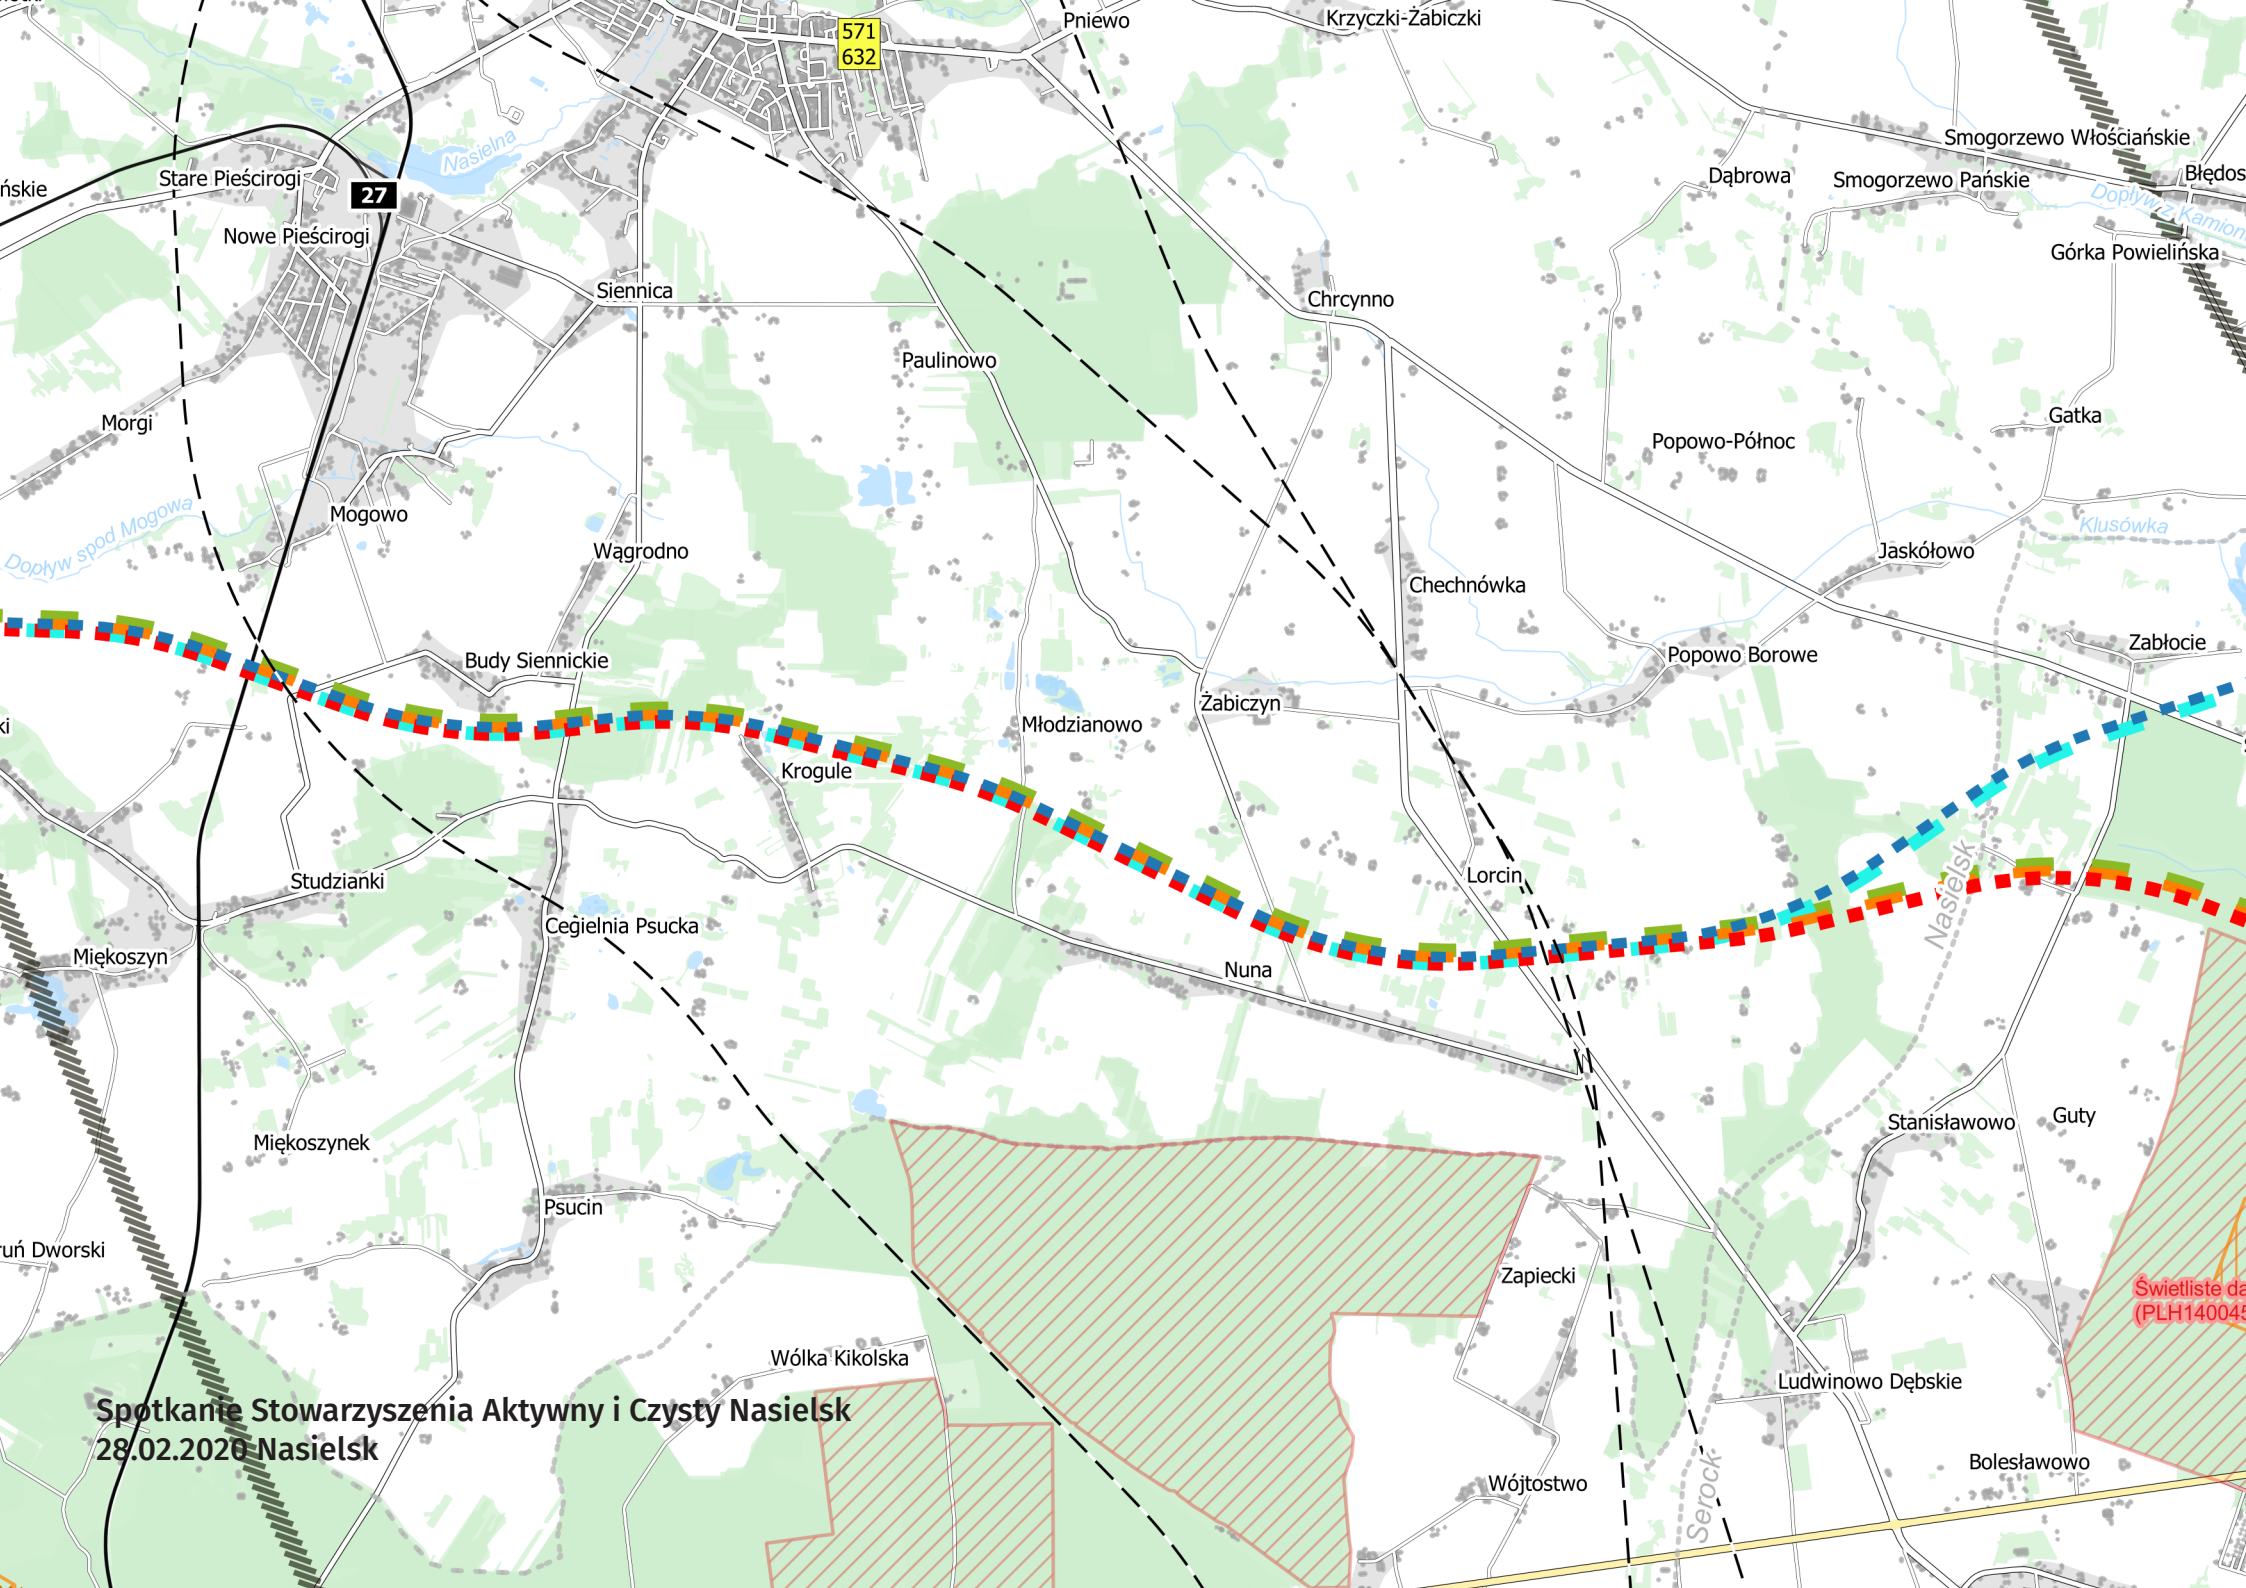 Pniewo
Krzyczki-Żabiczki
571
632
Smogorzewo Włościańskie
Nasielna
Dąbrowa
Smogorzewo Pańskie
Stare Pieścirogi
27
Nowe Pieścirogi
Górka Powielińska
Siennica
Chrcynno
Paulinowo
Morgi
Gatka
Popowo-Północ
Mogowo
Dopływ spod Mogowa
Klusówka
Wągrodno
Jaskółowo
Chechnówka
Zabłocie
Budy Siennickie
Popowo Borowe
Żabiczyn
Młodzianowo
Krogule
Studzianki
Lorcin
Nasielsk
Cegielnia Psucka
Miękoszyn
Nuna
Guty
Stanisławowo
Miękoszynek
Psucin
Zapiecki
Świetliste da
(PLH140045
Wólka Kikolska
Ludwinowo Dębskie
Spotkanie Stowarzyszenia Aktywny i Czysty Nasielsk
28.02.2020 Nasielsk
Bolesławowo
Wójtostwo
Serock